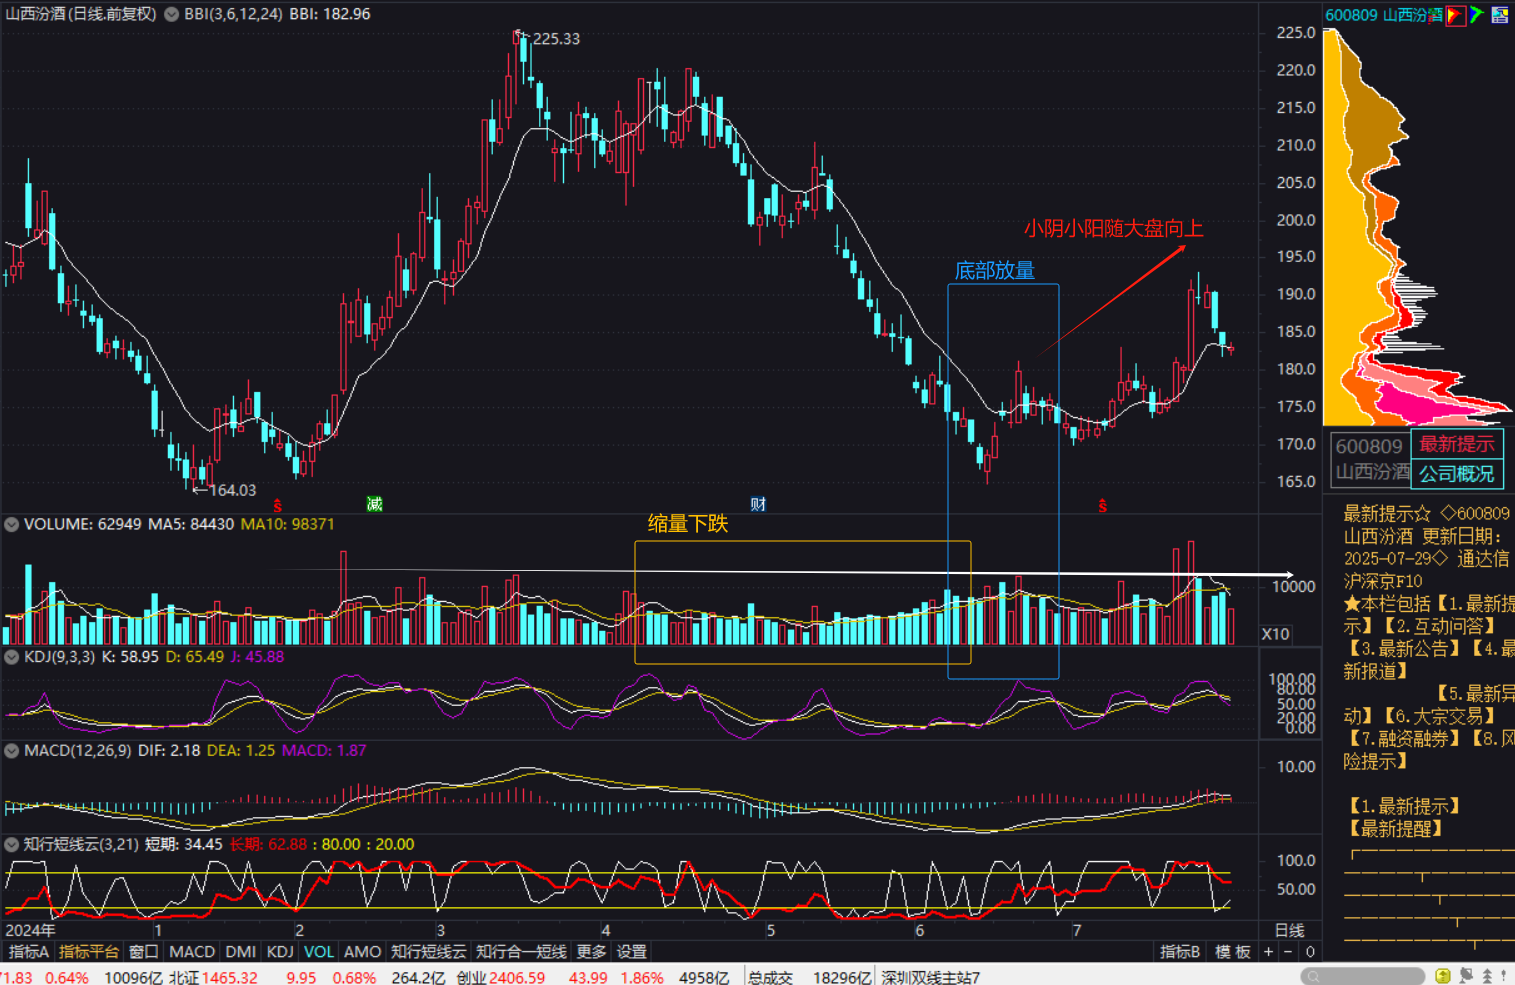 山西汾酒(日线.前复权) BBI(3,6,12,24) BBI: 182.96
600809 山西汾酒
225.33
225.0
220.0
215.0
210.0
205.0
200.0
195.0
190.0
185.0
180.0
175.0
170.0
165.0
小阴小阳随大盘向上
底部放量
164.03
减
财
600809 最新提示
山西汾酒 公司概况
VOLUME: 62949 MA5: 84430 MA10: 98371
缩量下跌
10000
X10
最新提示☆ ◇600809
山西汾酒 更新日期:
2025-07-29◇ 通达信
沪深京F10
★本栏包括【1.最新提
示】【2.互动问答】
【3.最新公告】【4.最
新报道】
【5.最新异
动】【6.大宗交易】
【7.融资融券】【8.风
险提示】
【1.最新提示】
【最新提醒】
KDJ(9,3,3) K: 58.95 D: 65.49 J: 45.88
100.00
80.00
50.00
20.00
0.00
MACD(12,26,9) DIF: 2.18 DEA: 1.25 MACD: 1.87
10.00
知行短线云(3,21) 短期: 34.45 长期: 62.88 : 80.00 : 20.00
100.0
50.00
2024年 1 2 3 4 5 6 7 日线
指标A 指标平台 窗口 MACD DMI KDJ VOL AMO 知行短线云 知行合一短线 更多 设置 指标B 模板 + - 0
71.83 0.64% 10096亿 北证 1465.32 9.95 0.68% 264.2亿 创业 2406.59 43.99 1.86% 4958亿 总成交 18296亿 深圳双线主站7